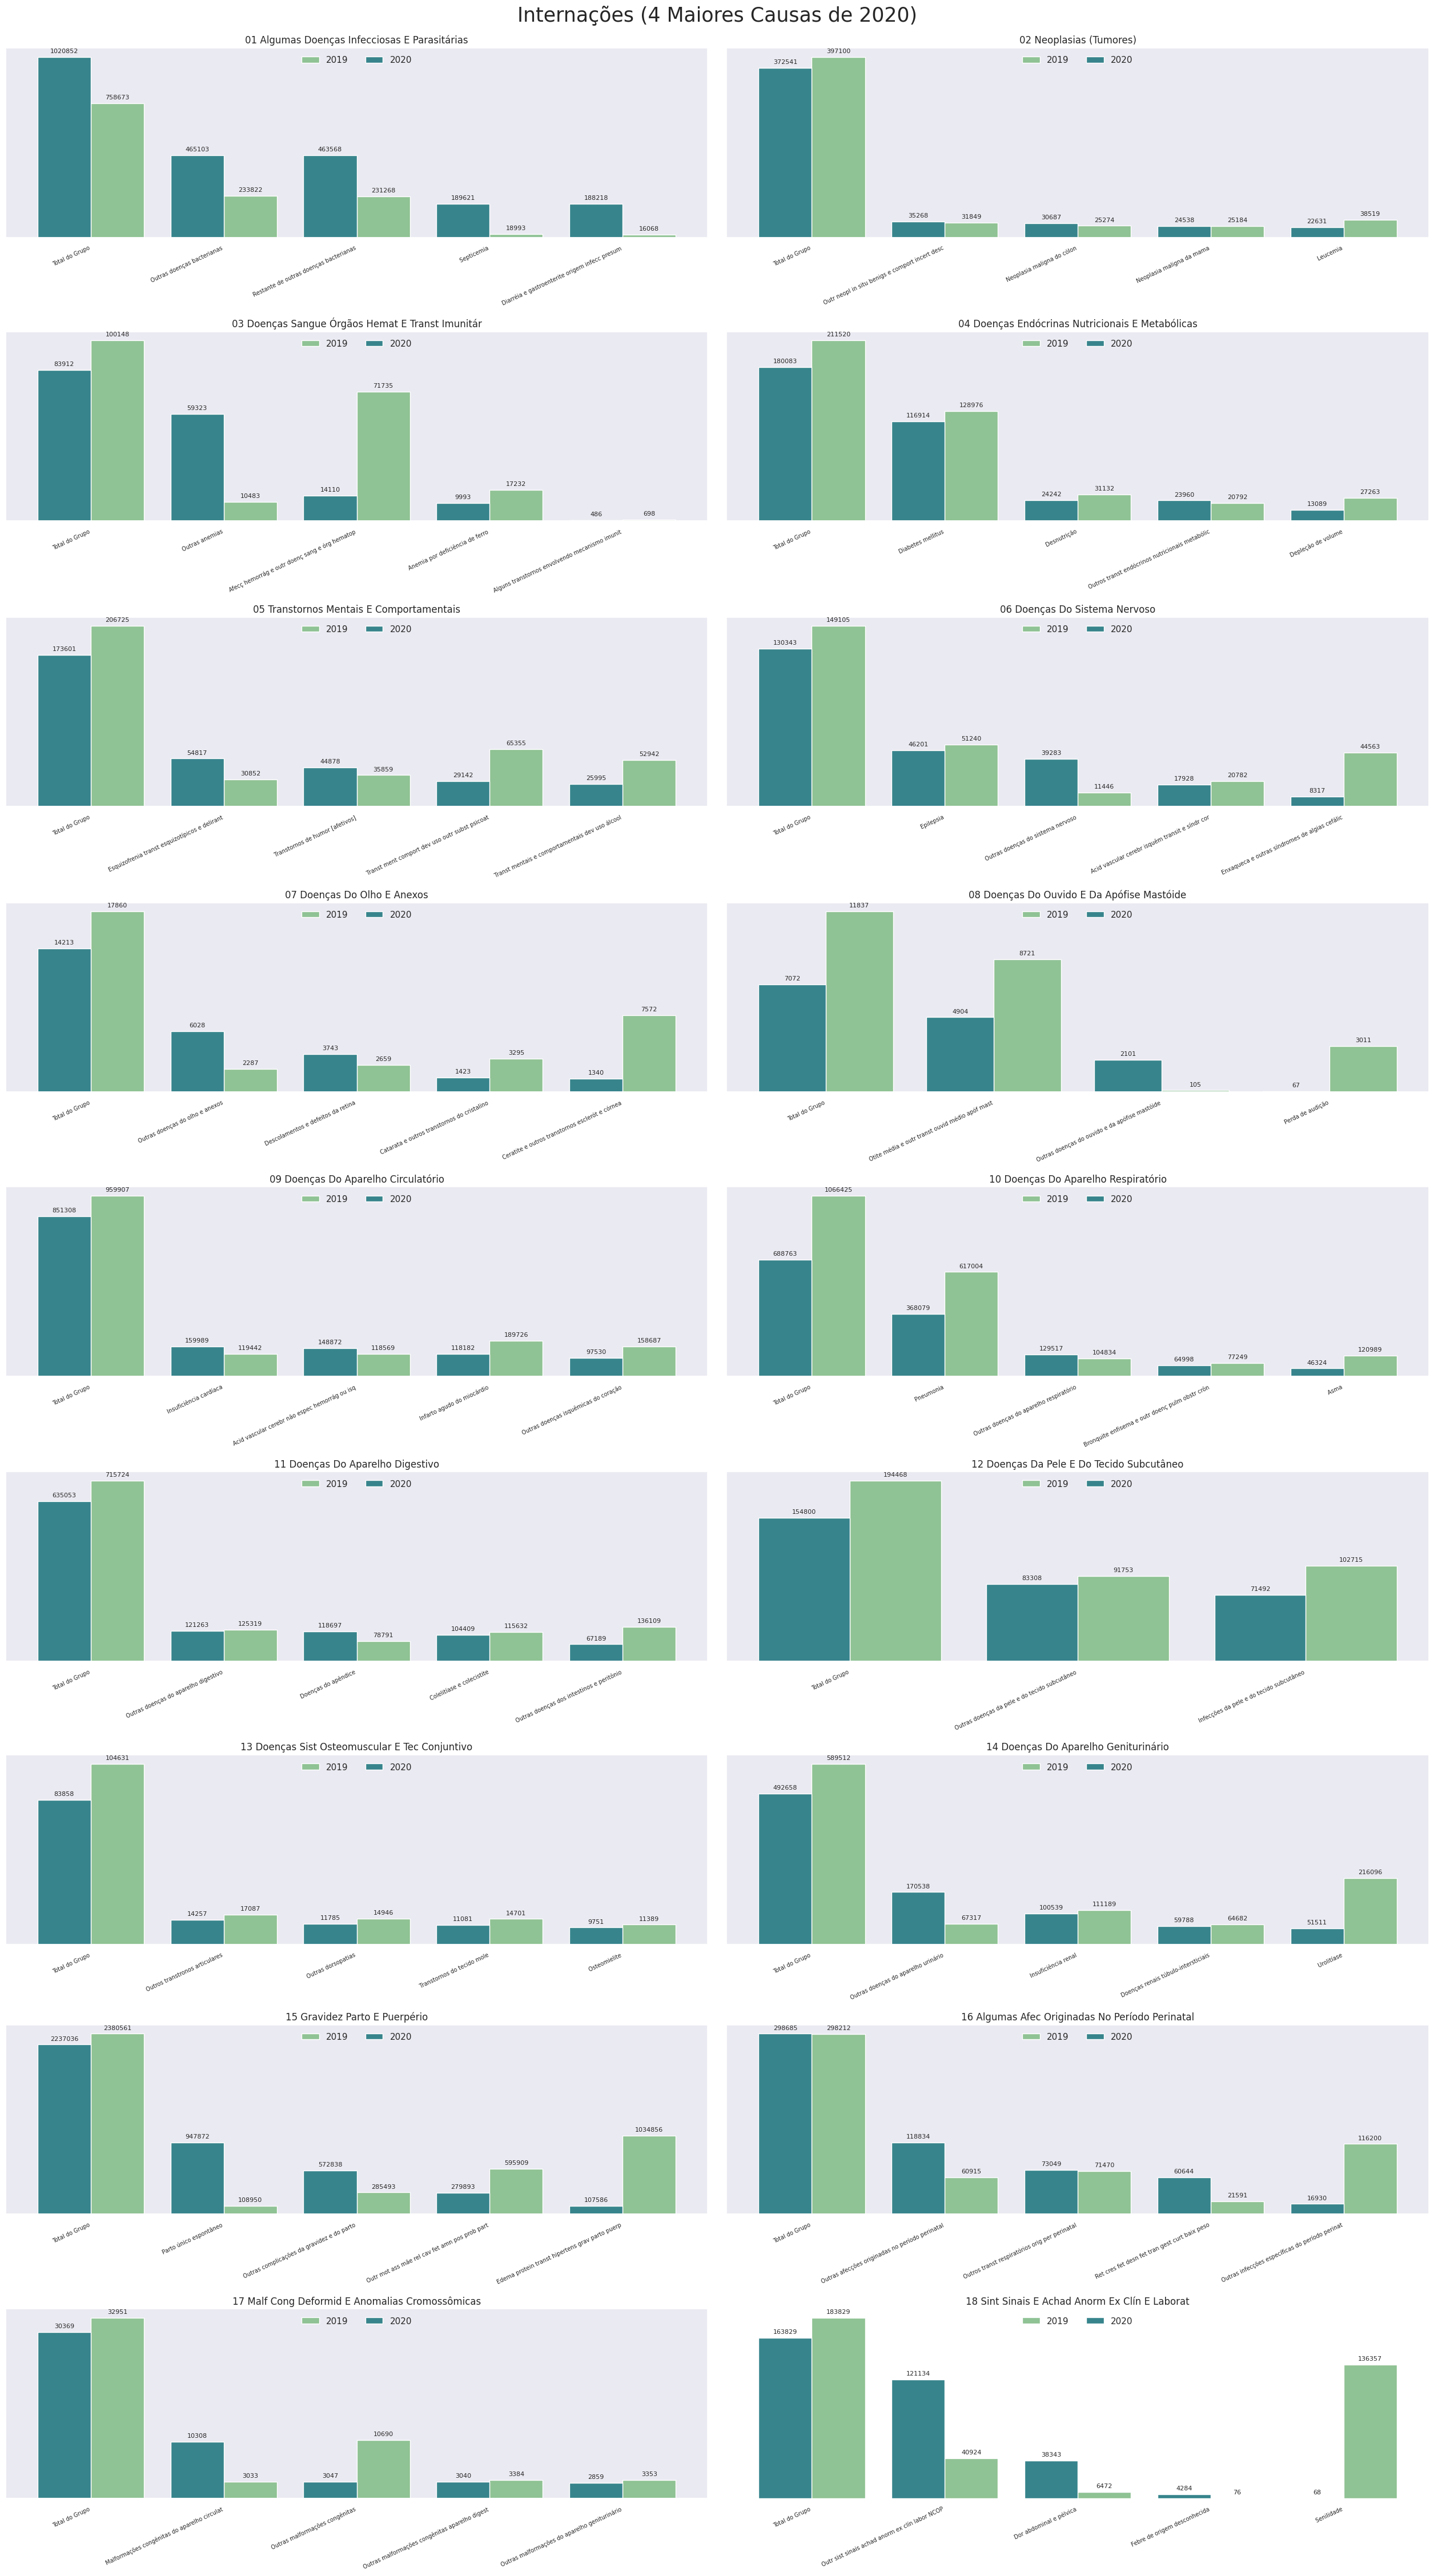 Internações (4 Maiores Causas de 2020)
01 Algumas Doenças Infecciosas E Parasitárias
2019 2020
1020852 758673 465103 233822 463568 231268 189621 18993 188218 16068
Total do Grupo
Outras doenças bacterianas
Restante de outras doenças bacterianas
Septicemia
Diarréia e gastroenterite origem infecc presum
02 Neoplasias (Tumores)
2019 2020
372541 397100 35268 31849 30687 25274 24538 25184 22631 38519
Total do Grupo
Outr neopl in situ benigs e comport incert desc
Neoplasia maligna do cólon
Neoplasia maligna da mama
Leucemia
03 Doenças Sangue Órgãos Hemat E Transt Imunitár
2019 2020
83912 100148 59323 10483 14110 71735 9993 17232 486 698
Total do Grupo
Outras anemias
Afecç hemorrág e outr doenç sang e órg hematop
Anemia por deficiência de ferro
Alguns transtornos envolvendo mecanismo imunit
04 Doenças Endócrinas Nutricionais E Metabólicas
2019 2020
180083 211520 116914 128976 24242 31132 23960 20792 13089 27263
Total do Grupo
Diabetes mellitus
Desnutrição
Outros transt endócrinos nutricionais metabólic
Depleção de volume
05 Transtornos Mentais E Comportamentais
2019 2020
173601 206725 54817 30852 44878 35859 29142 65355 25995 52942
Total do Grupo
Esquizofrenia transt esquizotípicos e delirant
Transtornos de humor [afetivos]
Transt ment comport dev uso outr subst psicoat
Transt mentais e comportamentais dev uso álcool
06 Doenças Do Sistema Nervoso
2019 2020
130343 149105 46201 51240 39283 11446 17928 20782 8317 44563
Total do Grupo
Epilepsia
Outras doenças do sistema nervoso
Acid vascular cerebr isquêm transit e síndr cor
Enxaqueca e outras síndromes de algias cefálic
07 Doenças Do Olho E Anexos
2019 2020
14213 17860 6028 2287 3743 2659 1423 3295 1340 7572
Total do Grupo
Outras doenças do olho e anexos
Descolamentos e defeitos da retina
Catarata e outros transtornos do cristalino
Ceratite e outros transtornos esclerót e córnea
08 Doenças Do Ouvido E Da Apófise Mastóide
2019 2020
7072 11837 4904 8721 2101 105 67 3011
Total do Grupo
Otite média e outr transt ouvid médio apóf mast
Outras doenças do ouvido e da apófise mastóide
Perda de audição
09 Doenças Do Aparelho Circulatório
2019 2020
851308 959907 159989 119442 148872 118569 118182 189726 97530 158687
Total do Grupo
Insuficiência cardíaca
Acid vascular cerebr não espec hemorrág ou isq
Infarto agudo do miocárdio
Outras doenças isquêmicas do coração
10 Doenças Do Aparelho Respiratório
2019 2020
688763 1066425 368079 617004 129517 104834 64998 77249 46324 120989
Total do Grupo
Pneumonia
Outras doenças do aparelho respiratório
Bronquite enfisema e outr doenç pulm obstr crôn
Asma
11 Doenças Do Aparelho Digestivo
2019 2020
635053 715724 121263 125319 118697 78791 104409 115632 67189 136109
Total do Grupo
Outras doenças do aparelho digestivo
Doenças do apêndice
Colelitíase e colecistite
Outras doenças dos intestinos e peritônio
12 Doenças Da Pele E Do Tecido Subcutâneo
2019 2020
154800 194468 83308 91753 71492 102715
Total do Grupo
Outras doenças da pele e do tecido subcutâneo
Infecções da pele e do tecido subcutâneo
13 Doenças Sist Osteomuscular E Tec Conjuntivo
2019 2020
83858 104631 14257 17087 11785 14946 11081 14701 9751 11389
Total do Grupo
Outros transtronos articulares
Outras dorsopatias
Transtornos do tecido mole
Osteomielite
14 Doenças Do Aparelho Geniturinário
2019 2020
492658 589512 170538 67317 100539 111189 59788 64682 51511 216096
Total do Grupo
Outras doenças do aparelho urinário
Insuficiência renal
Doenças renais túbulo-intersticiais
Urolitíase
15 Gravidez Parto E Puerpério
2019 2020
2237036 2380561 947872 108950 572838 285493 279893 595909 107586 1034856
Total do Grupo
Parto único espontâneo
Outras complicações da gravidez e do parto
Outr mot ass mãe rel cav fet amn pos prob part
Edema protein transt hipertens grav parto puerp
16 Algumas Afec Originadas No Período Perinatal
2019 2020
298685 298212 118834 60915 73049 71470 60644 21591 16930 116200
Total do Grupo
Outras afecções originadas no período perinatal
Outros transt respiratórios orig per perinatal
Ret cres fet desn fet tran gest curt baix peso
Outras infecções específicas do período perinat
17 Malf Cong Deformid E Anomalias Cromossômicas
2019 2020
30369 32951 10308 3033 3047 10690 3040 3384 2859 3353
Total do Grupo
Malformações congênitas do aparelho circulat
Outras malformações congênitas
Outras malformações congênitas aparelho digest
Outras malformações do aparelho geniturinário
18 Sint Sinais E Achad Anorm Ex Clín E Laborat
2019 2020
163829 183829 121134 40924 38343 6472 4284 76 68 136357
Total do Grupo
Outr sist sinais achad anorm ex clín labor NCOP
Dor abdominal e pélvica
Febre de origem desconhecida
Senilidade